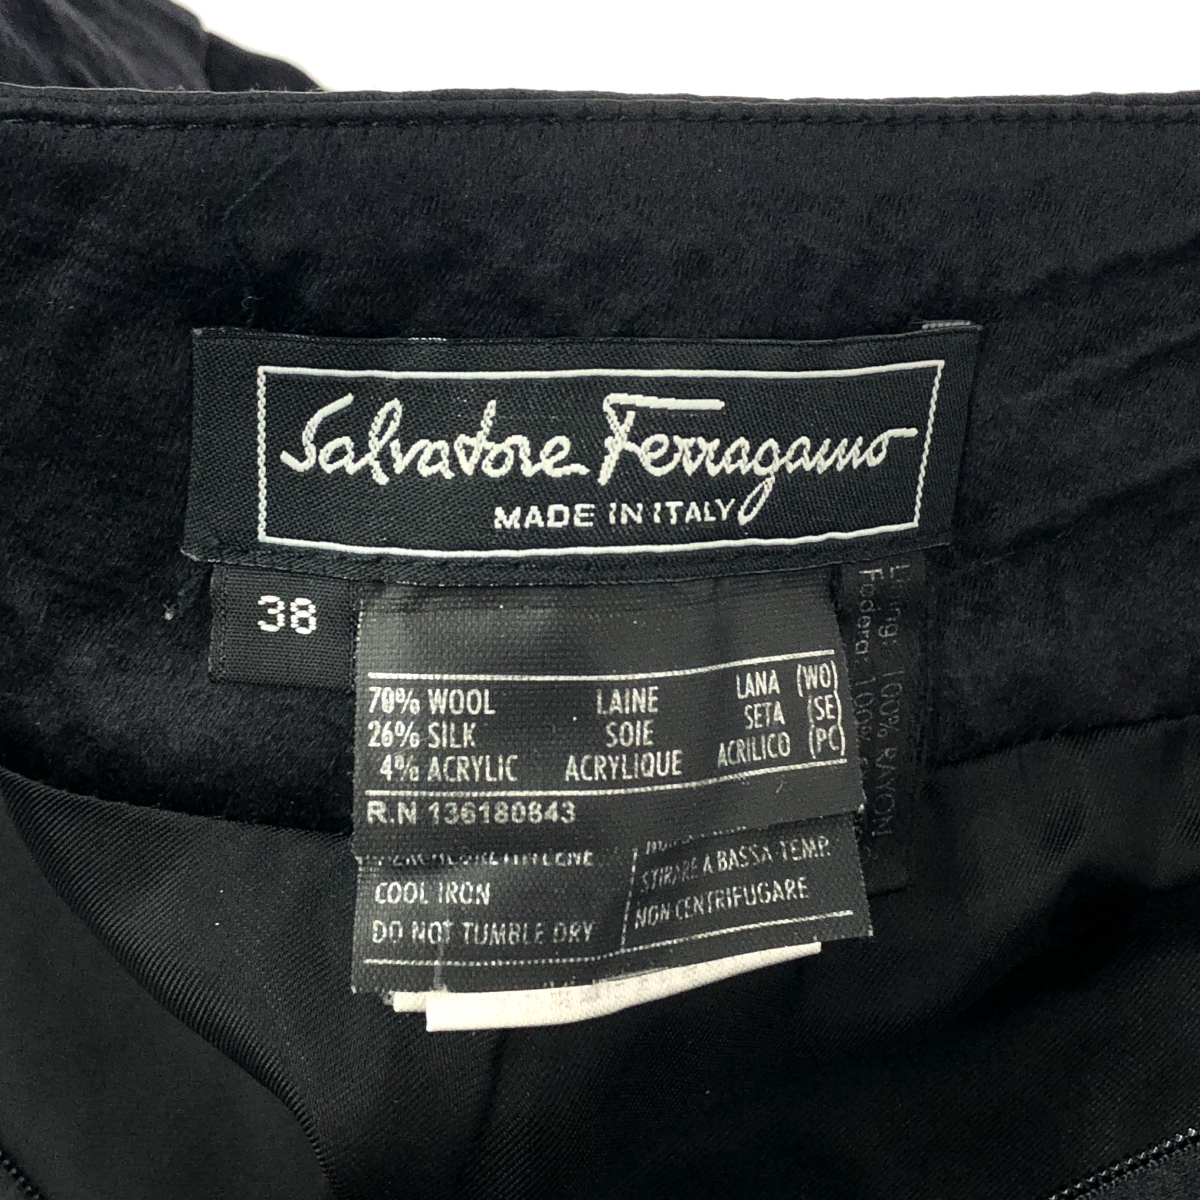 Salvatore Ferragamo
MADE IN ITALY
38
70% WOOL LAINE LANA (WO)
26% SILK SOIE SETA (SE)
4% ACRYLIC ACRYLIQUE ACRILICO (PC)
R.N 136180843
COOL IRON
DO NOT TUMBLE DRY
STIRARE A BASSA TEMP.
NON CENTRIFUGARE
100% RAYON
Fodera: 100%